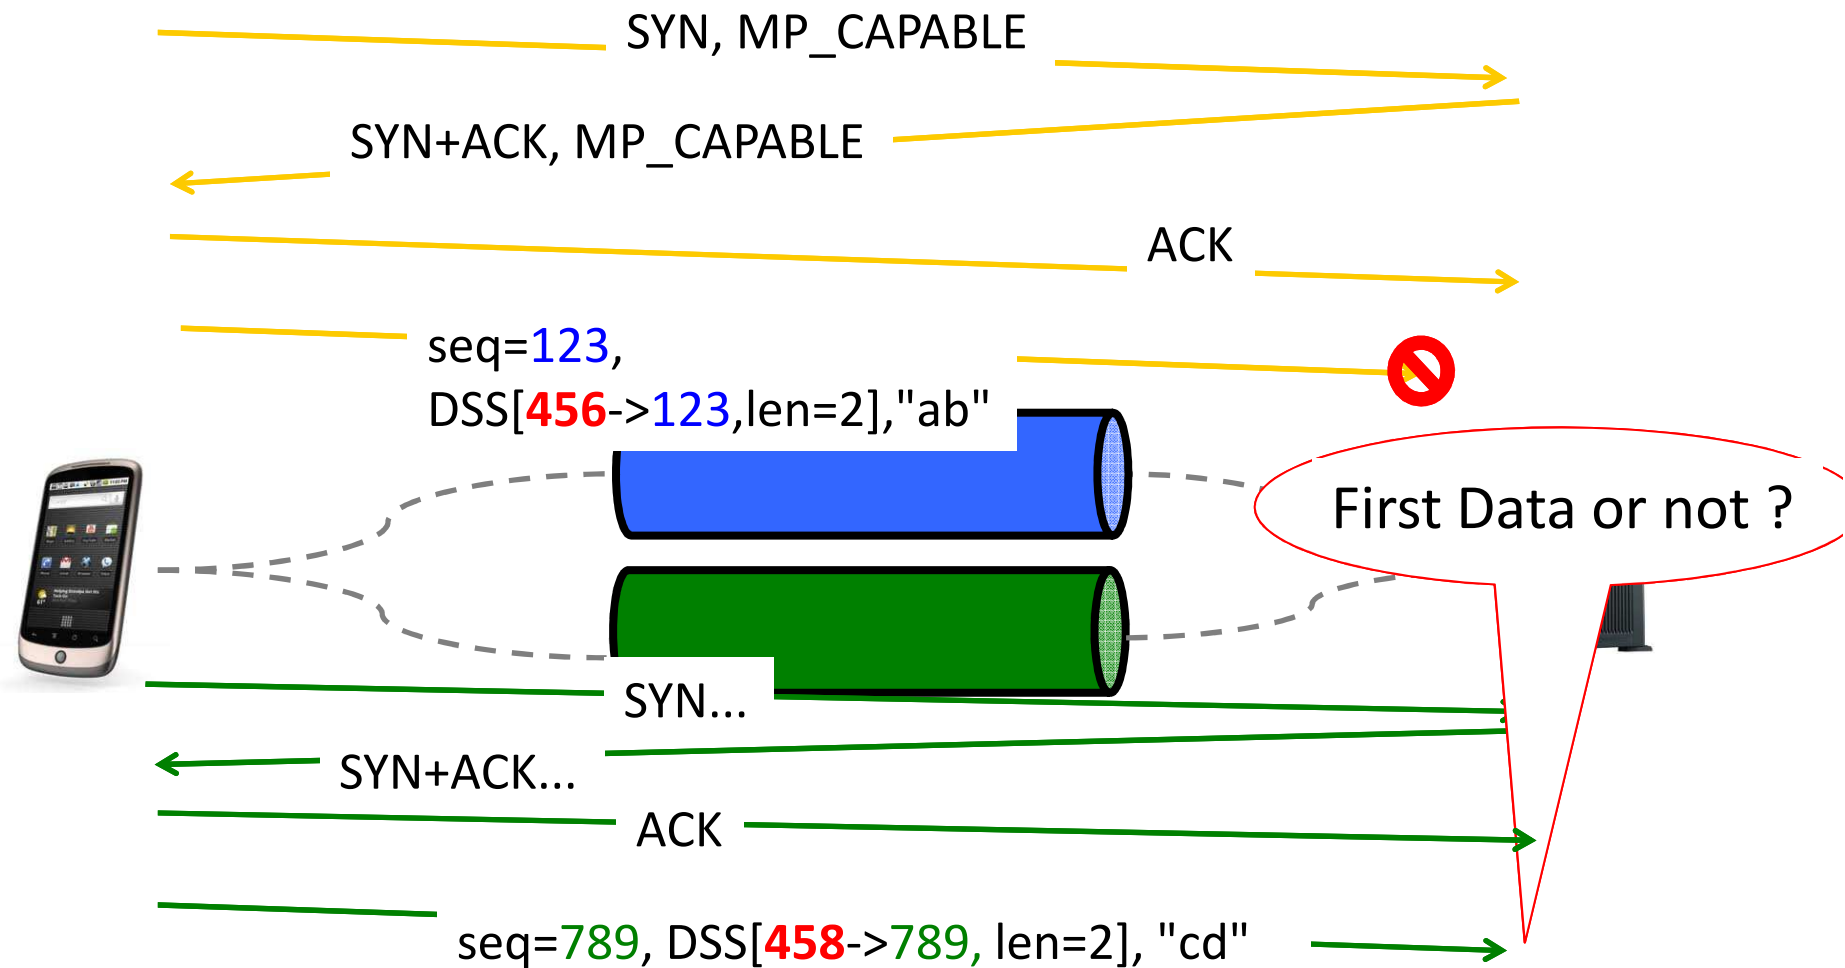 SYN, MP_CAPABLE
SYN+ACK, MP_CAPABLE
ACK
seq=123,
DSS[456->123,len=2],"ab"
First Data or not ?
SYN...
SYN+ACK...
ACK
seq=789, DSS[458->789, len=2], "cd"